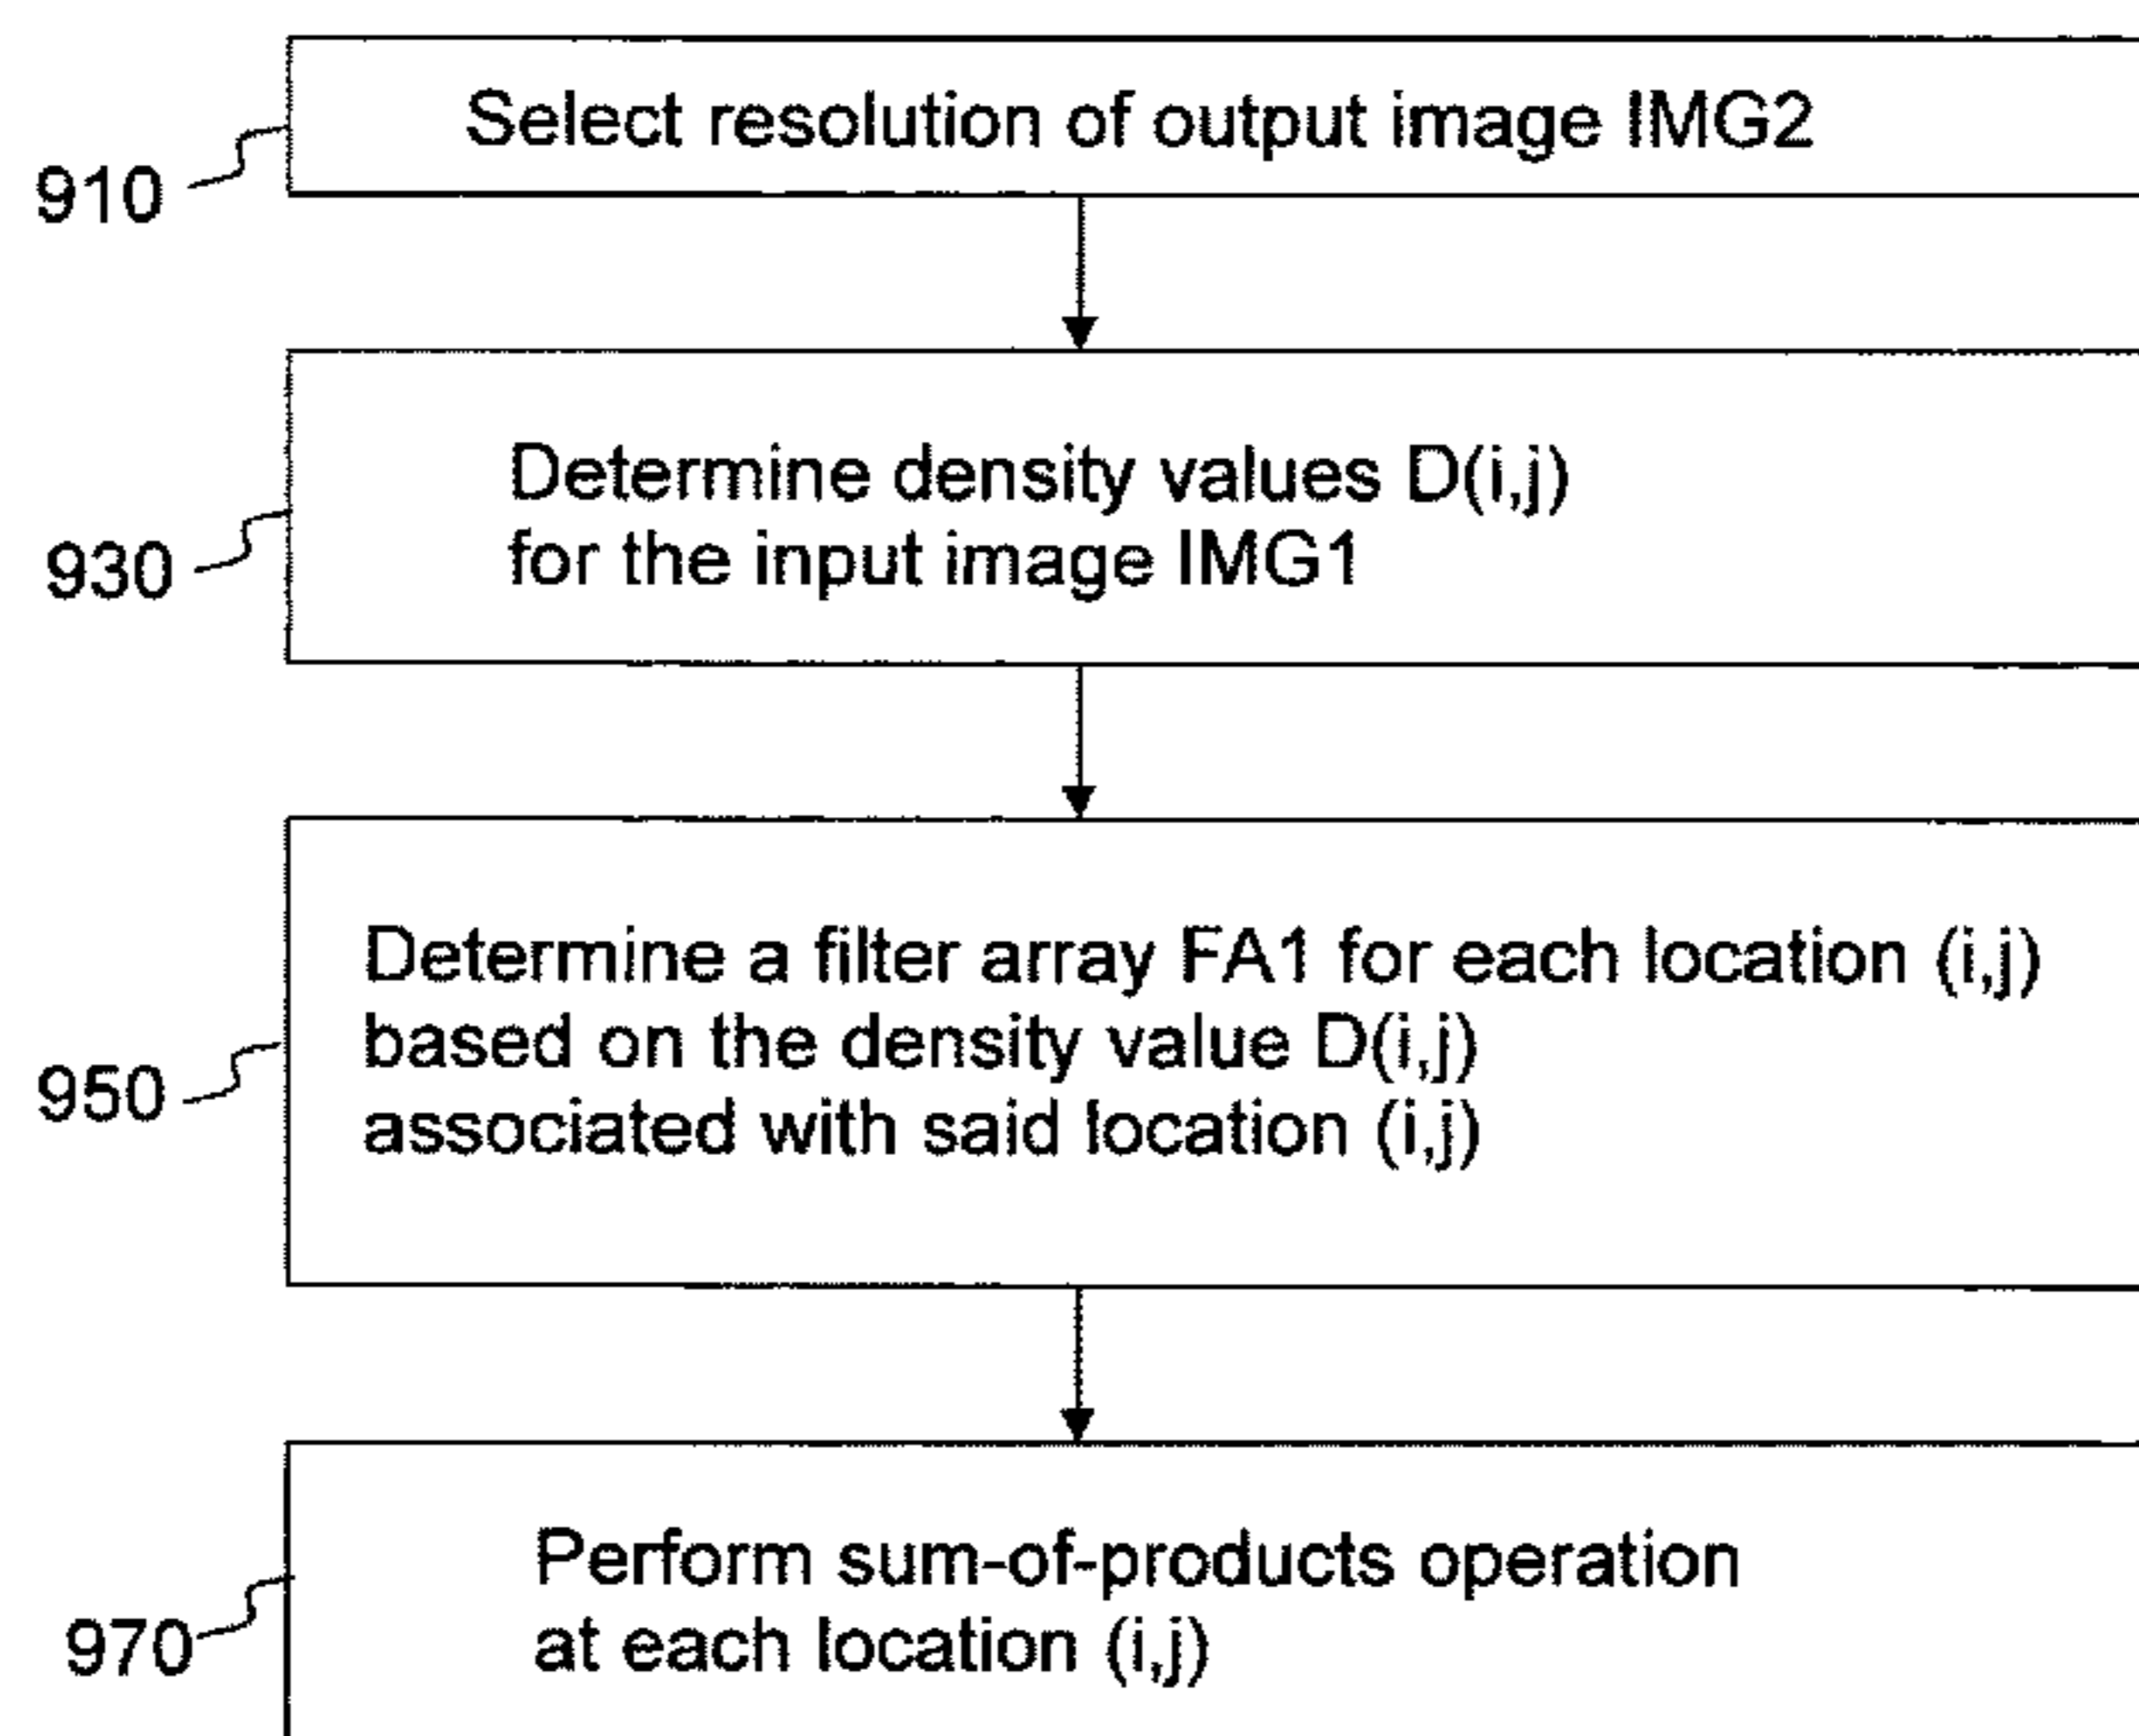 Select resolution of output image IMG2
910
Determine density values D(i,j)
for the input image IMG1
930
Determine a filter array FA1 for each location (i,j)
based on the density value D(i,j)
associated with said location (i,j)
950
Perform sum-of-products operation
at each location (i,j)
970